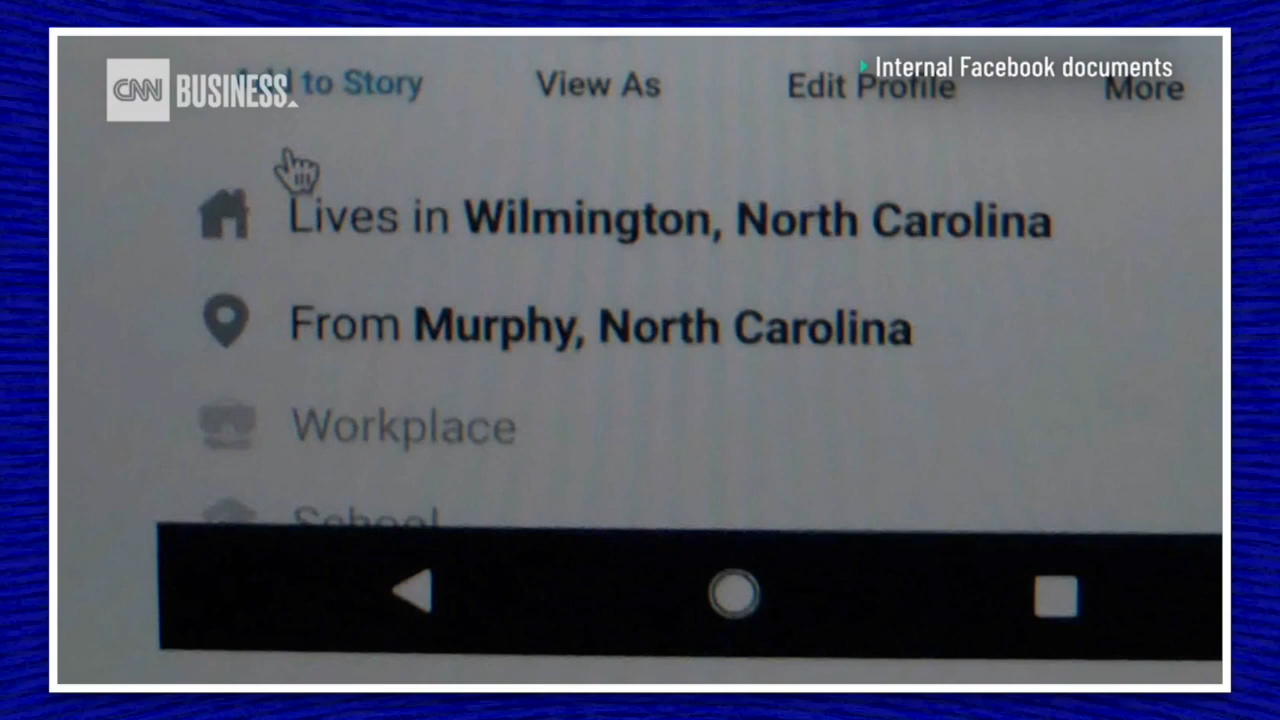 CNN BUSINESS
Internal Facebook documents
Add to Story View As Edit Profile More
Lives in Wilmington, North Carolina
From Murphy, North Carolina
Workplace
School